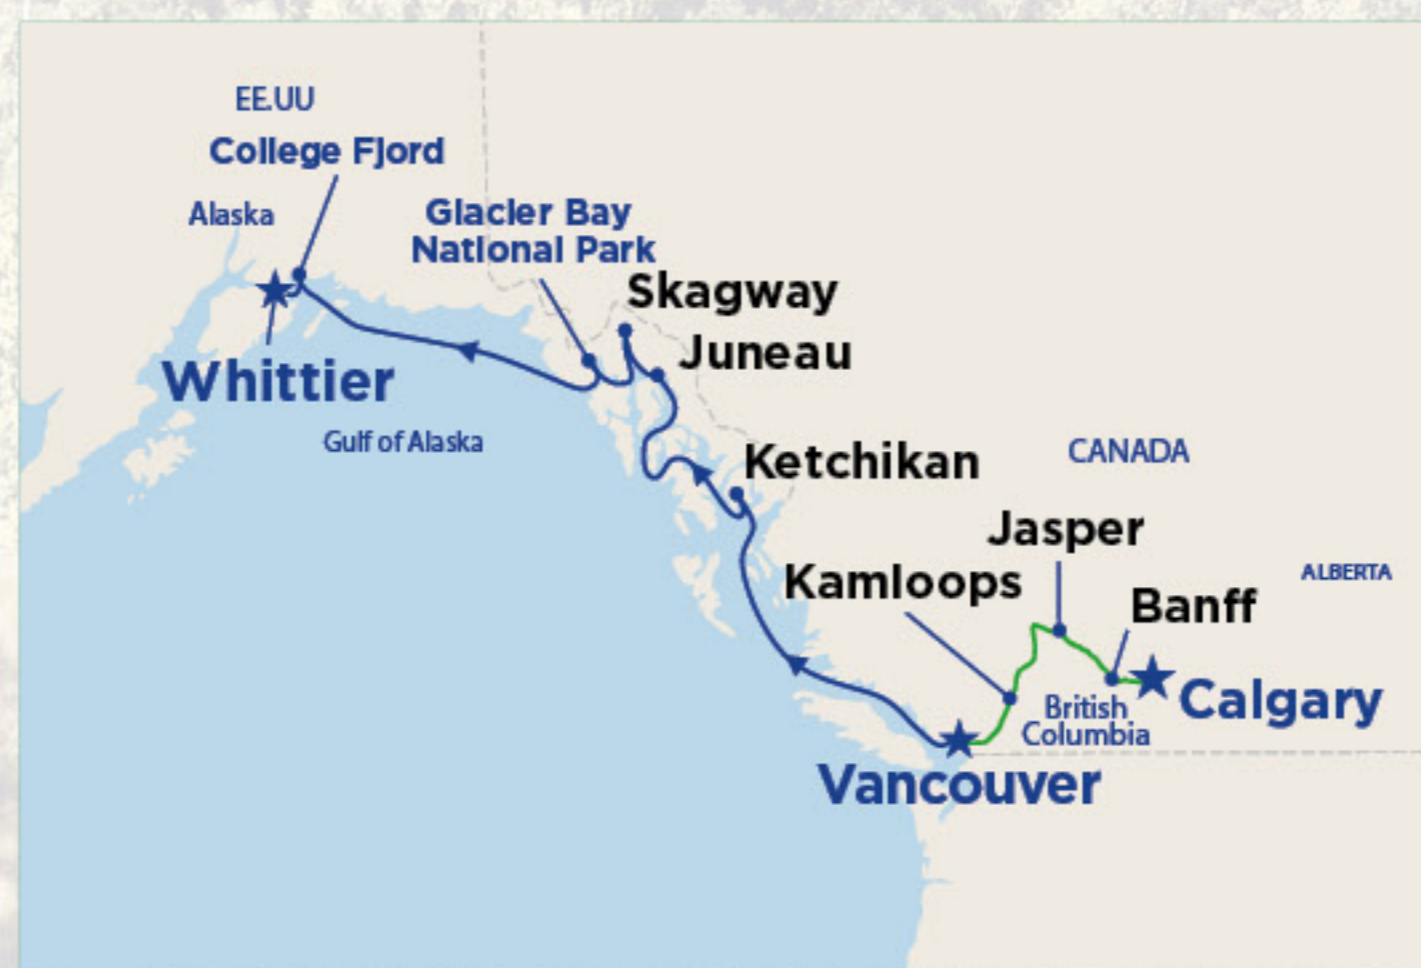 EE.UU
College Fjord
Alaska
Glacier Bay
National Park
Skagway
Juneau
Whittier
Gulf of Alaska
Ketchikan
CANADA
Jasper
Kamloops
ALBERTA
Banff
Calgary
British
Columbia
Vancouver